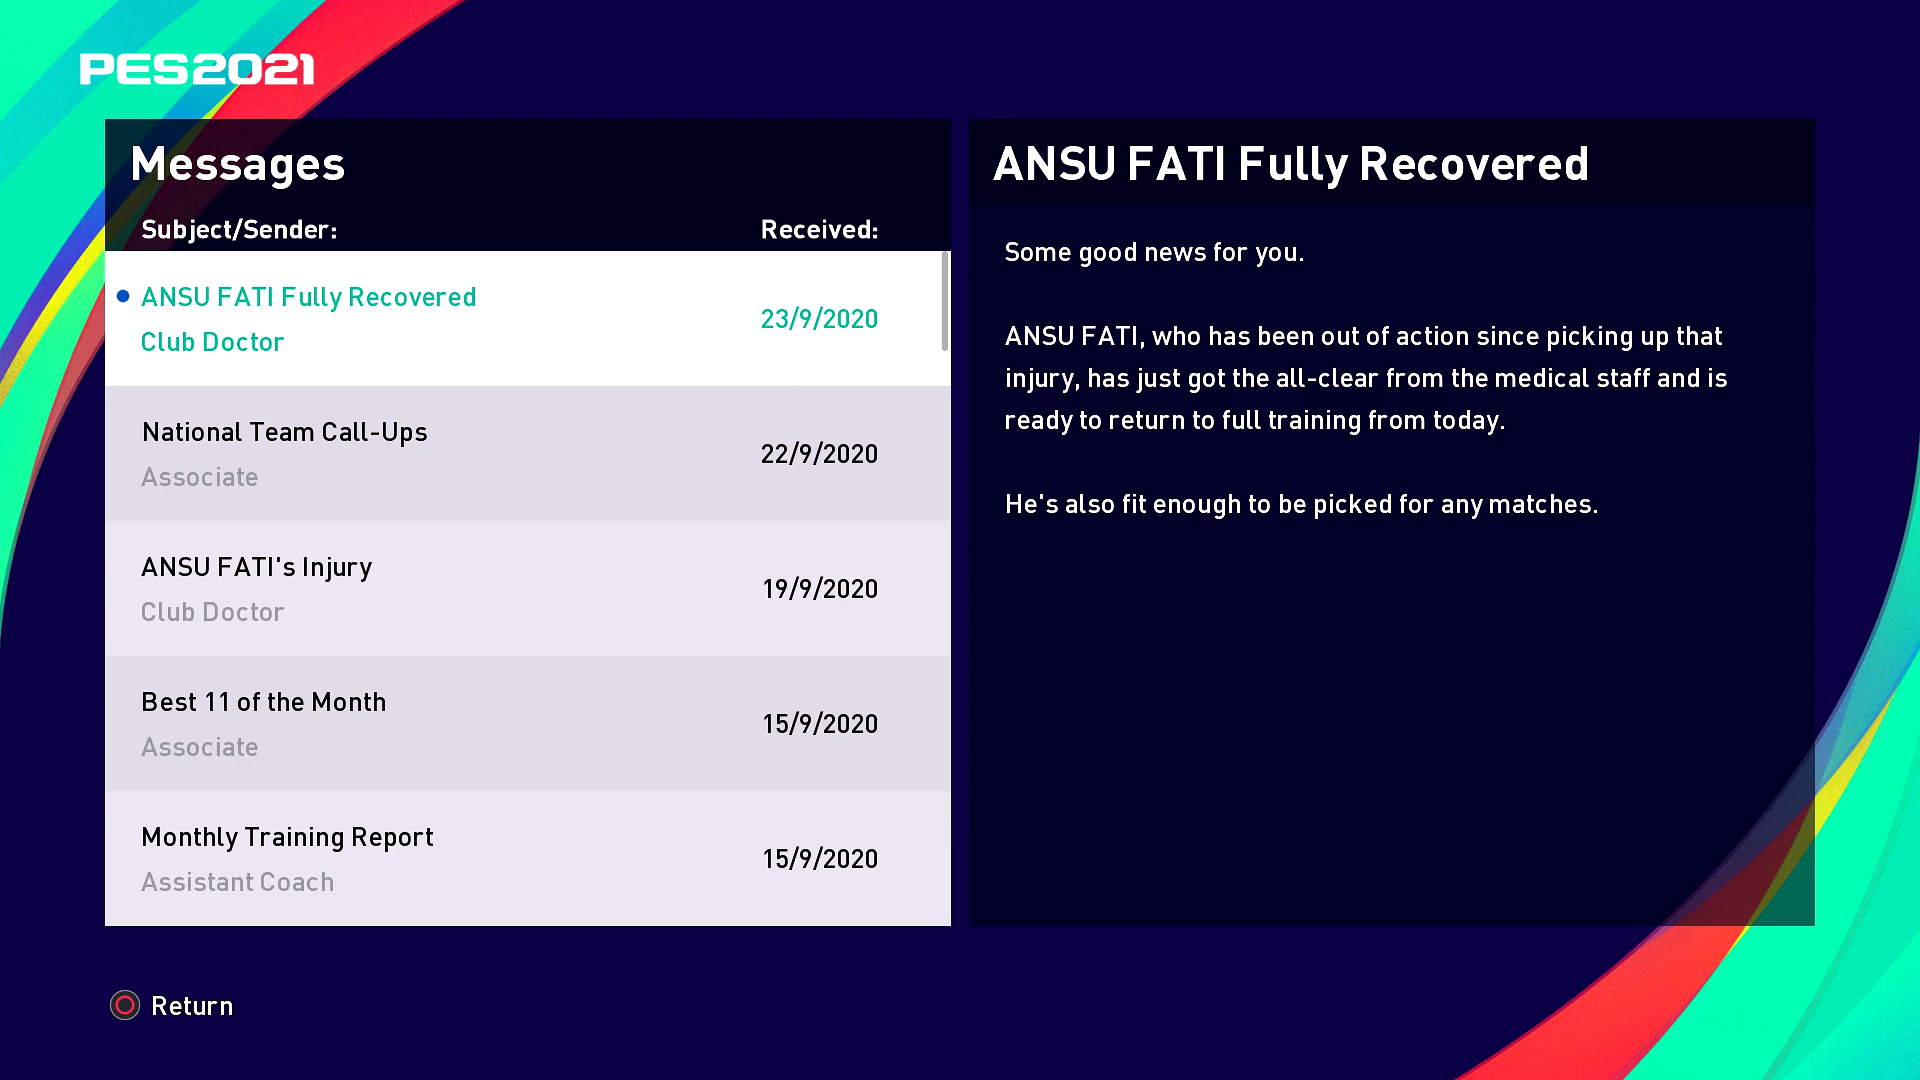 PES2021
Messages
Subject/Sender:
Received:
ANSU FATI Fully Recovered
Club Doctor
23/9/2020
National Team Call-Ups
Associate
22/9/2020
ANSU FATI's Injury
Club Doctor
19/9/2020
Best 11 of the Month
Associate
15/9/2020
Monthly Training Report
Assistant Coach
15/9/2020
ANSU FATI Fully Recovered
Some good news for you.
ANSU FATI, who has been out of action since picking up that
injury, has just got the all-clear from the medical staff and is
ready to return to full training from today.
He's also fit enough to be picked for any matches.
Return